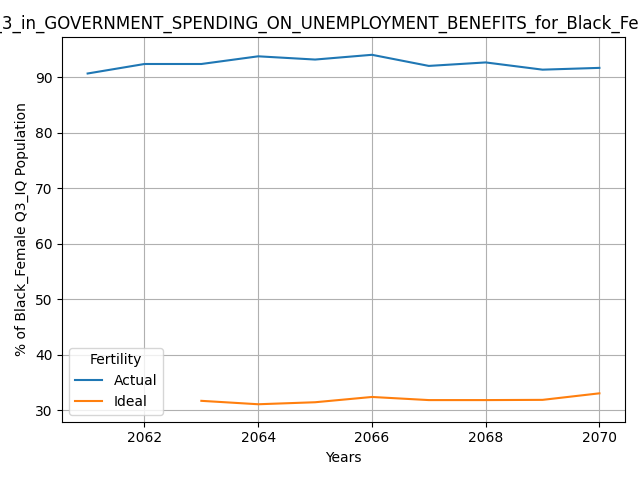 _3_in_GOVERNMENT_SPENDING_ON_UNEMPLOYMENT_BENEFITS_for_Black_Fe
90
80
70
60
50
40
30
% of Black_Female Q3_IQ Population
Fertility
Actual
Ideal
2062 2064 2066 2068 2070
Years